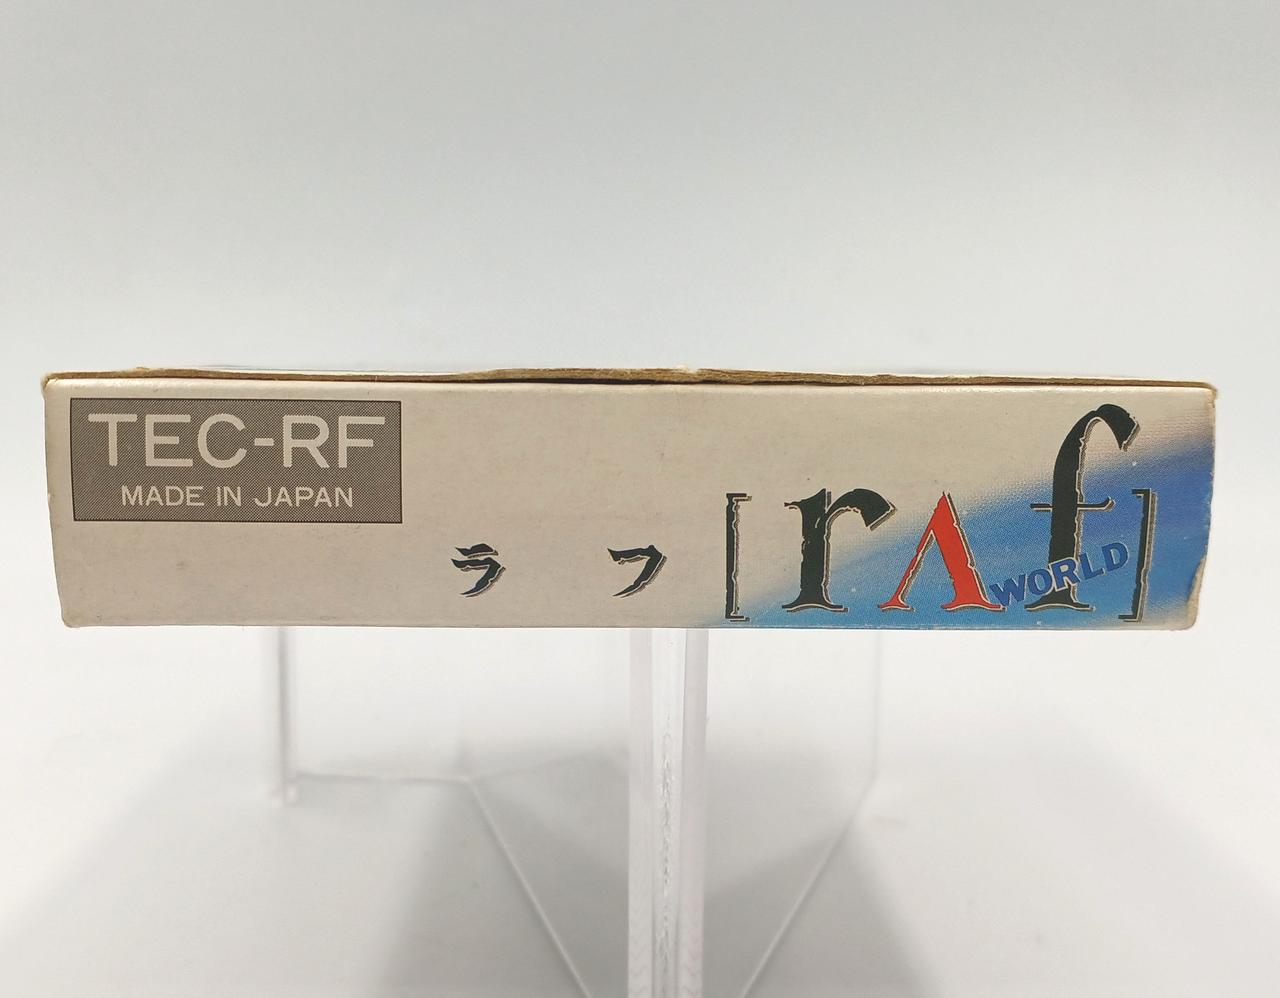 TEC-RF
MADE IN JAPAN
ラフ
[rΛf]
WORLD